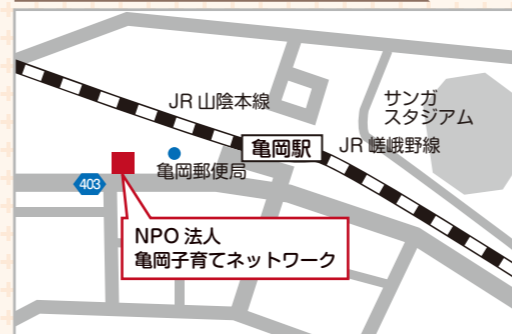 JR 山陰本線
サンガ
スタジアム
亀岡駅
JR 嵯峨野線
亀岡郵便局
403
NPO 法人
亀岡子育てネットワーク